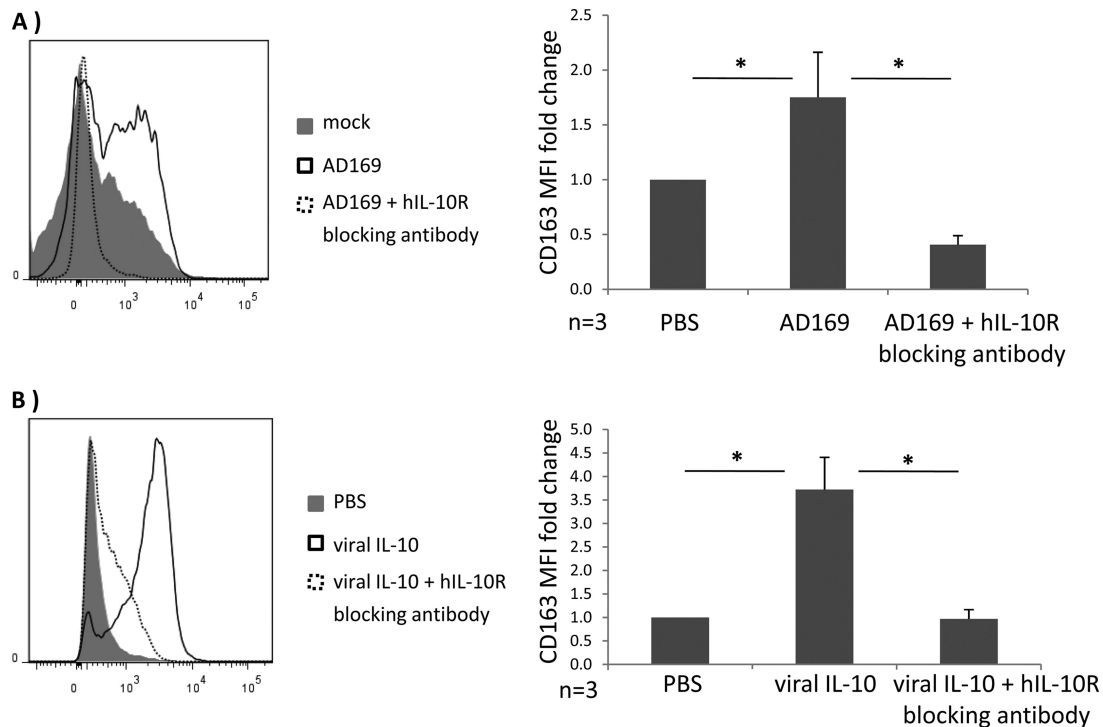 A )
0
0
10³
10⁴
10⁵
mock
AD169
AD169 + hIL-10R
blocking antibody
CD163 MFI fold change
2.5
2.0
1.5
1.0
0.5
0.0
*
*
n=3
PBS
AD169
AD169 + hIL-10R
blocking antibody
B )
0
0
10³
10⁴
10⁵
PBS
viral IL-10
viral IL-10 + hIL-10R
blocking antibody
CD163 MFI fold change
5.0
4.5
4.0
3.5
3.0
2.5
2.0
1.5
1.0
0.5
0.0
*
*
n=3
PBS
viral IL-10
viral IL-10 + hIL-10R
blocking antibody